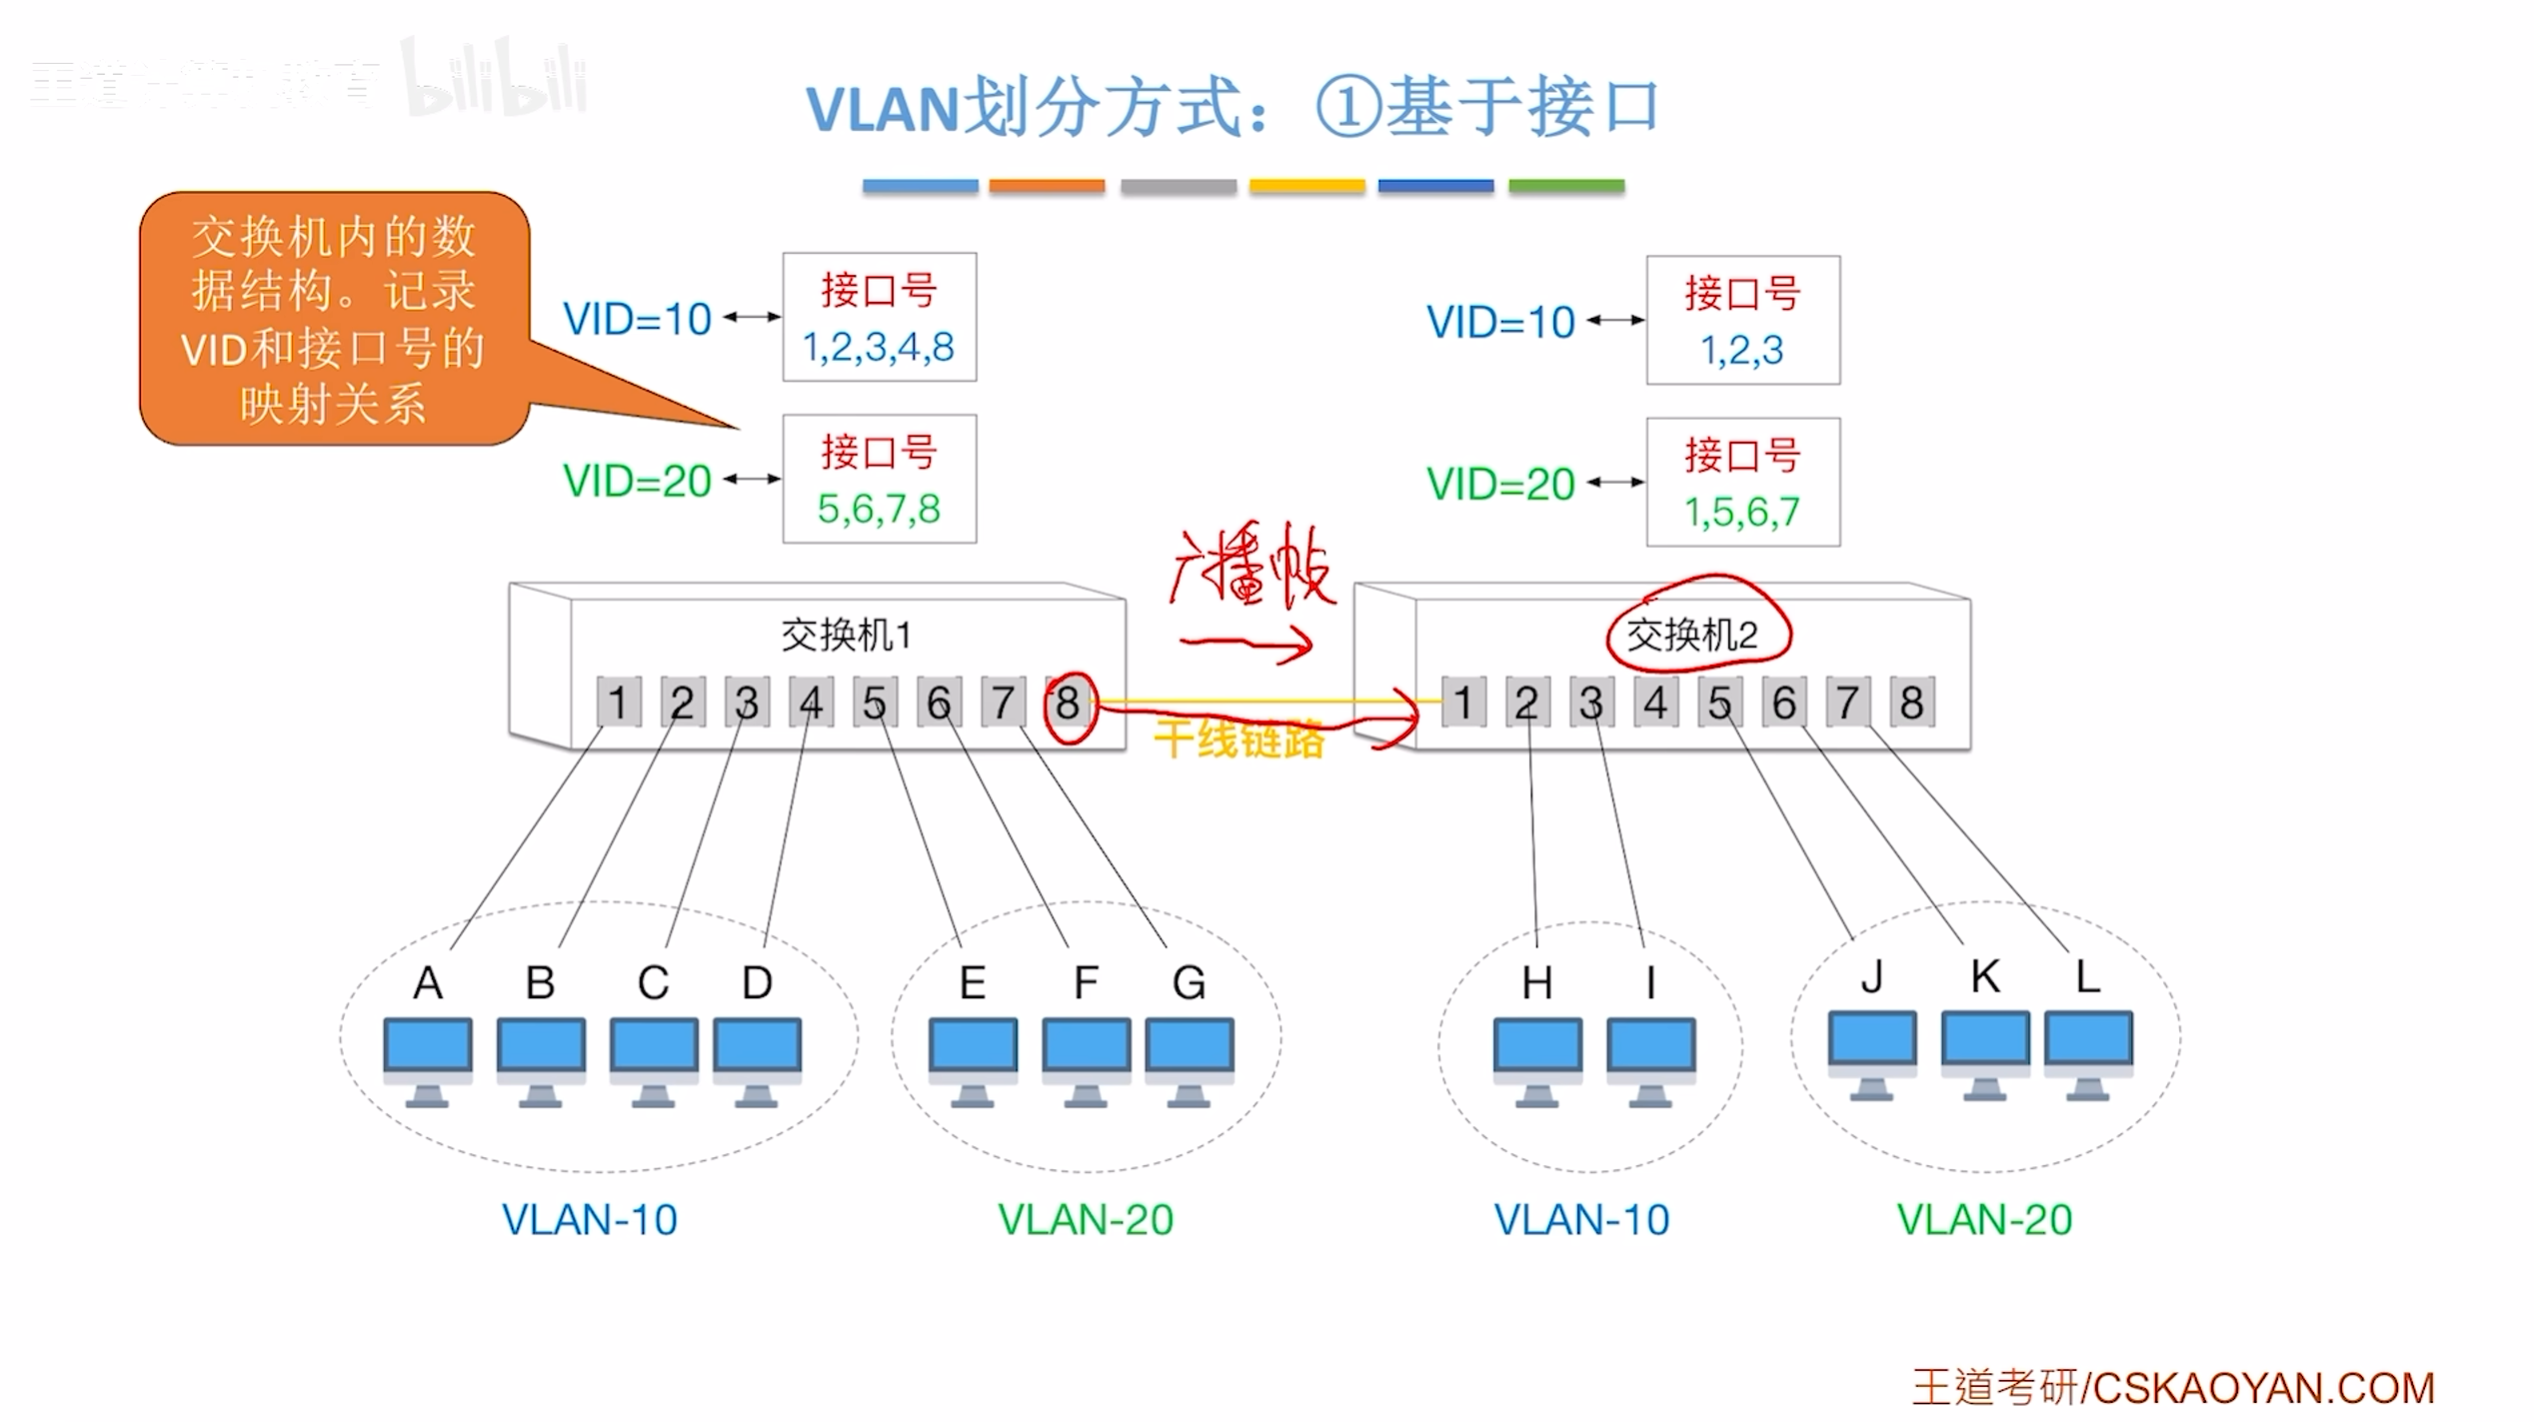 王道计算机教育 bilibili
VLAN划分方式：①基于接口
交换机内的数
据结构。记录
VID和接口号的
映射关系
VID=10
接口号
1,2,3,4,8
VID=20
接口号
5,6,7,8
VID=10
接口号
1,2,3
VID=20
接口号
1,5,6,7
广播帧
交换机1
1 2 3 4 5 6 7 8
干线链路
交换机2
1 2 3 4 5 6 7 8
A B C D
E F G
H I
J K L
VLAN-10
VLAN-20
VLAN-10
VLAN-20
王道考研/CSKAOYAN.COM